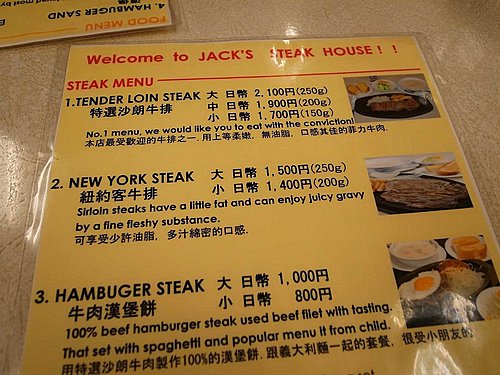 4. HAMBURGER SAND
FOOD MENU
Welcome to JACK'S STEAK HOUSE!!
STEAK MENU
1.TENDER LOIN STEAK 大 日幣 2,100円(250g)
特選沙朗牛排 中 日幣 1,900円(200g)
小 日幣 1,700円(150g)
No.1 menu, we would like you to eat with the conviction!
本店最受歡迎的牛排之一.用上等柔嫩, 無油脂, 口感其佳的菲力牛肉.
2. NEW YORK STEAK 大 日幣 1,500円(250g)
紐約客牛排 小 日幣 1,400円(200g)
Sirloin steaks have a little fat and can enjoy juicy gravy
by a fine fleshy substance.
可享受少許油脂, 多汁綿密的口感.
3. HAMBUGER STEAK 大 日幣 1,000円
牛肉漢堡餅 小 日幣 800円
100% beef hamburger steak used beef filet with tasting.
That set with spaghetti and popular menu it from child.
用特選沙朗牛肉製作100%的漢堡餅. 跟義大利麵一起的套餐, 很受小朋友的